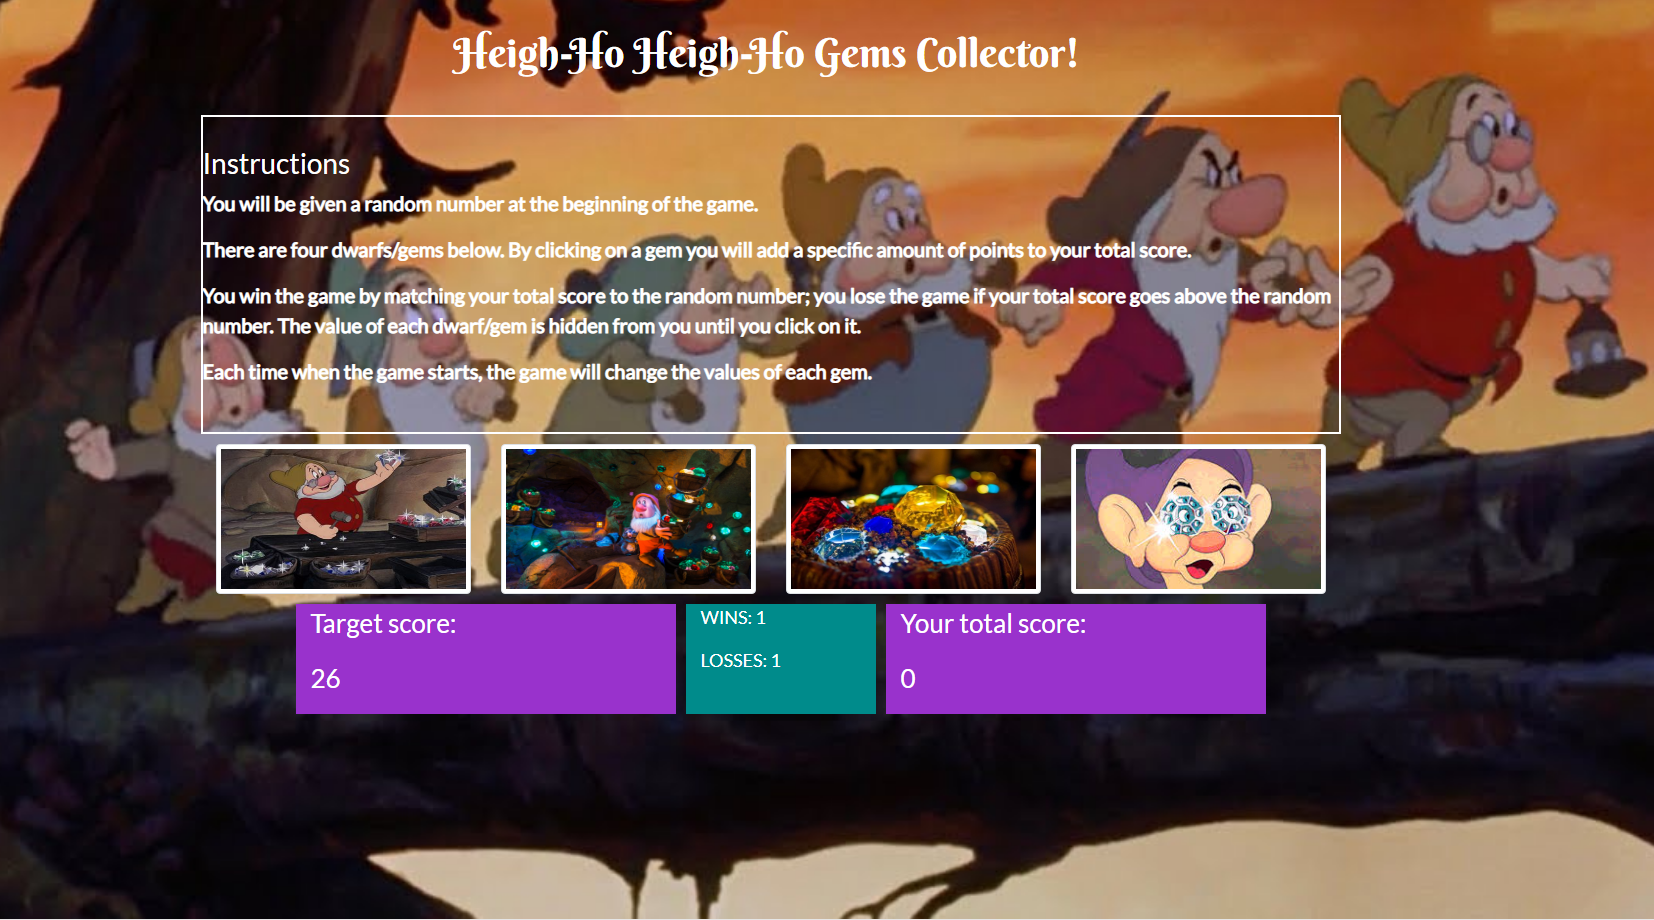 Heigh-Ho Heigh-Ho Gems Collector!
Instructions
You will be given a random number at the beginning of the game.
There are four dwarfs/gems below. By clicking on a gem you will add a specific amount of points to your total score.
You win the game by matching your total score to the random number; you lose the game if your total score goes above the random
number. The value of each dwarf/gem is hidden from you until you click on it.
Each time when the game starts, the game will change the values of each gem.
Target score:
26
WINS: 1
LOSSES: 1
Your total score:
0